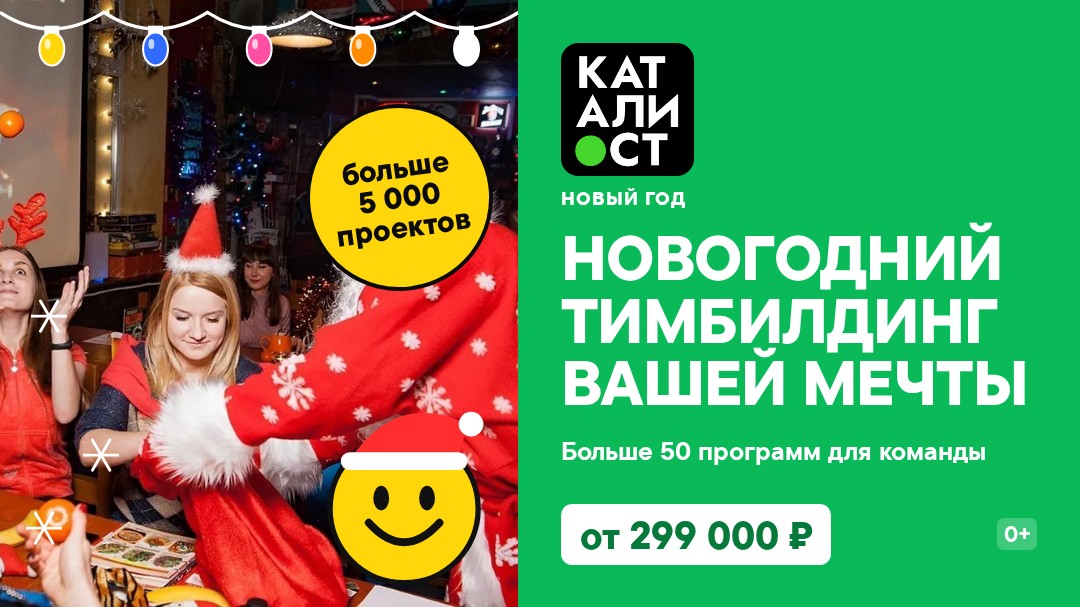 больше
5 000
проектов
КАТ
АЛИ
СТ
НОВЫЙ ГОД
НОВОГОДНИЙ
ТИМБИЛДИНГ
ВАШЕЙ МЕЧТЫ
Больше 50 программ для команды
от 299 000 ₽
0+